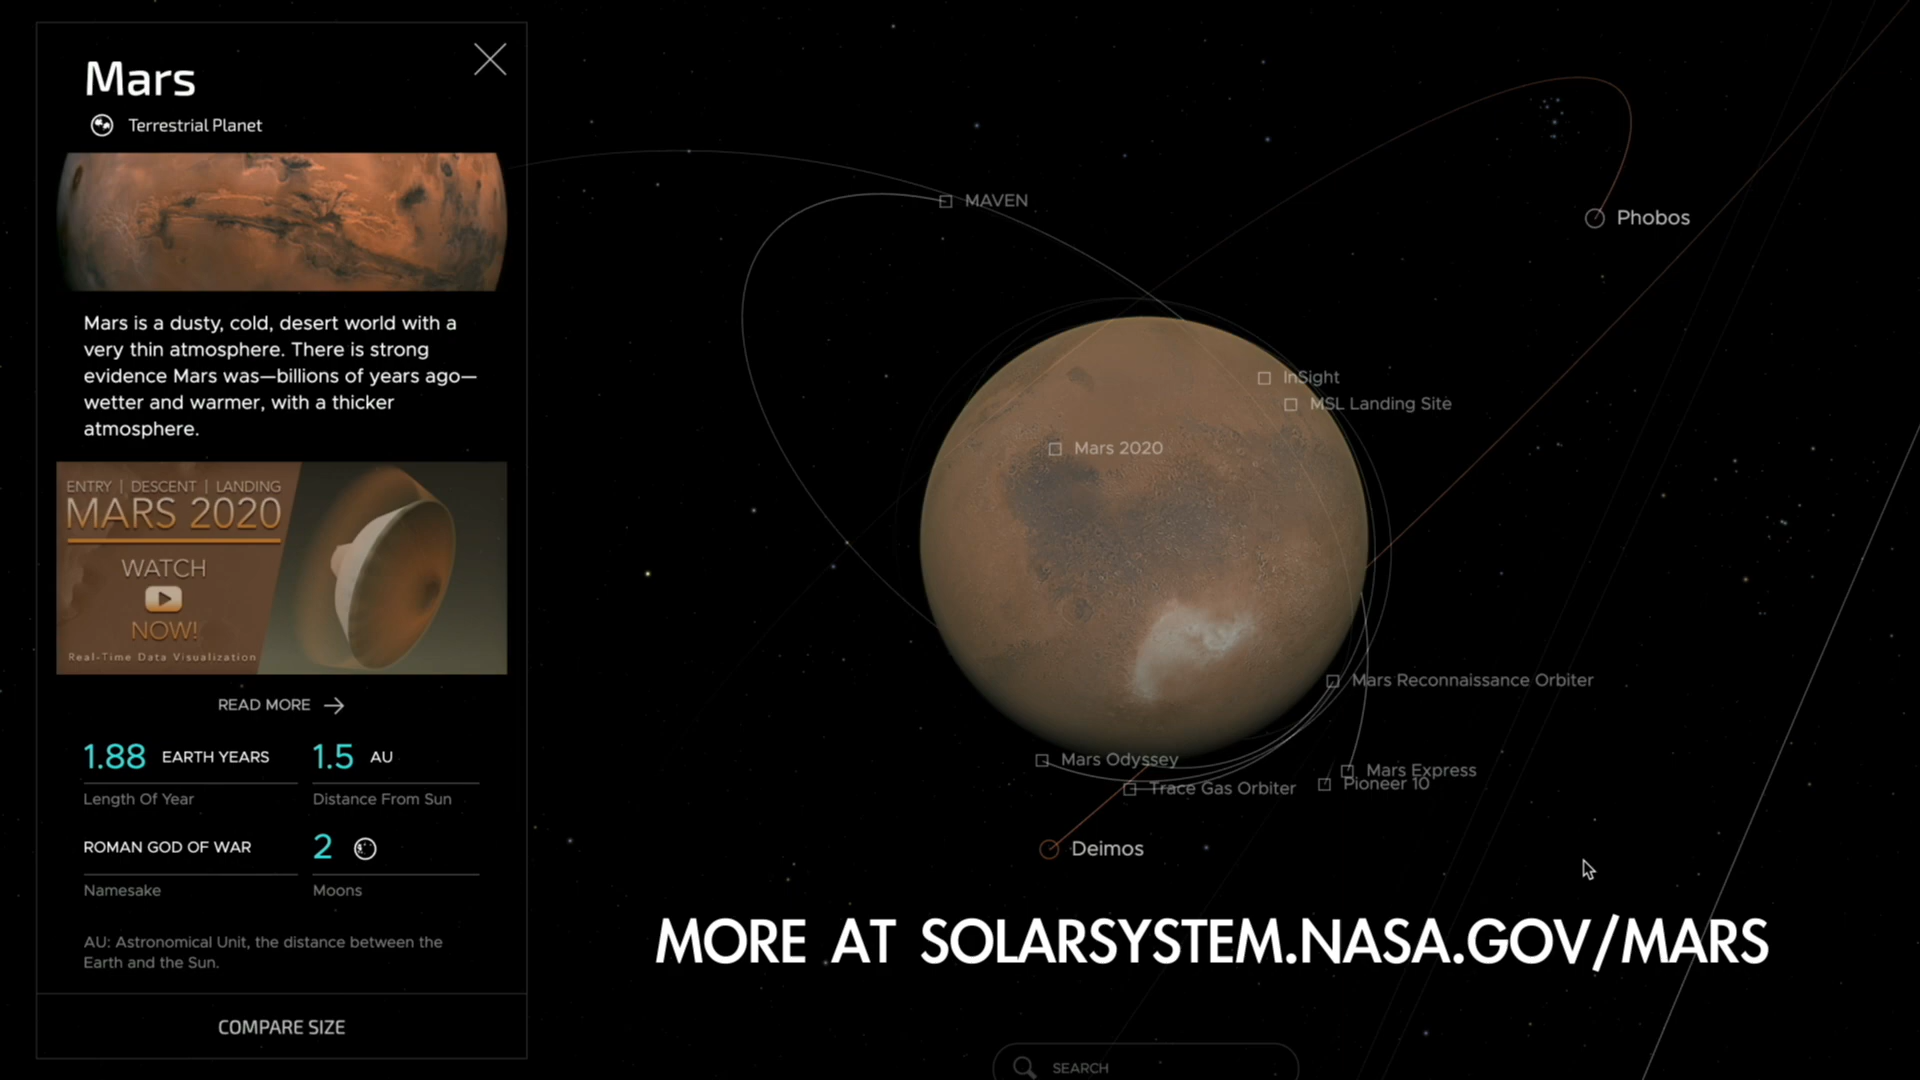 Mars
Terrestrial Planet
Mars is a dusty, cold, desert world with a
very thin atmosphere. There is strong
evidence Mars was—billions of years ago—
wetter and warmer, with a thicker
atmosphere.
ENTRY | DESCENT | LANDING
MARS 2020
WATCH
NOW!
Real-Time Data Visualization
READ MORE
1.88 EARTH YEARS
Length Of Year
1.5 AU
Distance From Sun
ROMAN GOD OF WAR
Namesake
2
Moons
AU: Astronomical Unit, the distance between the
Earth and the Sun.
COMPARE SIZE
MAVEN
Phobos
InSight
MSL Landing Site
Mars 2020
Mars Reconnaissance Orbiter
Mars Odyssey
Mars Express
Pioneer 10
Trace Gas Orbiter
Deimos
MORE AT SOLARSYSTEM.NASA.GOV/MARS
SEARCH